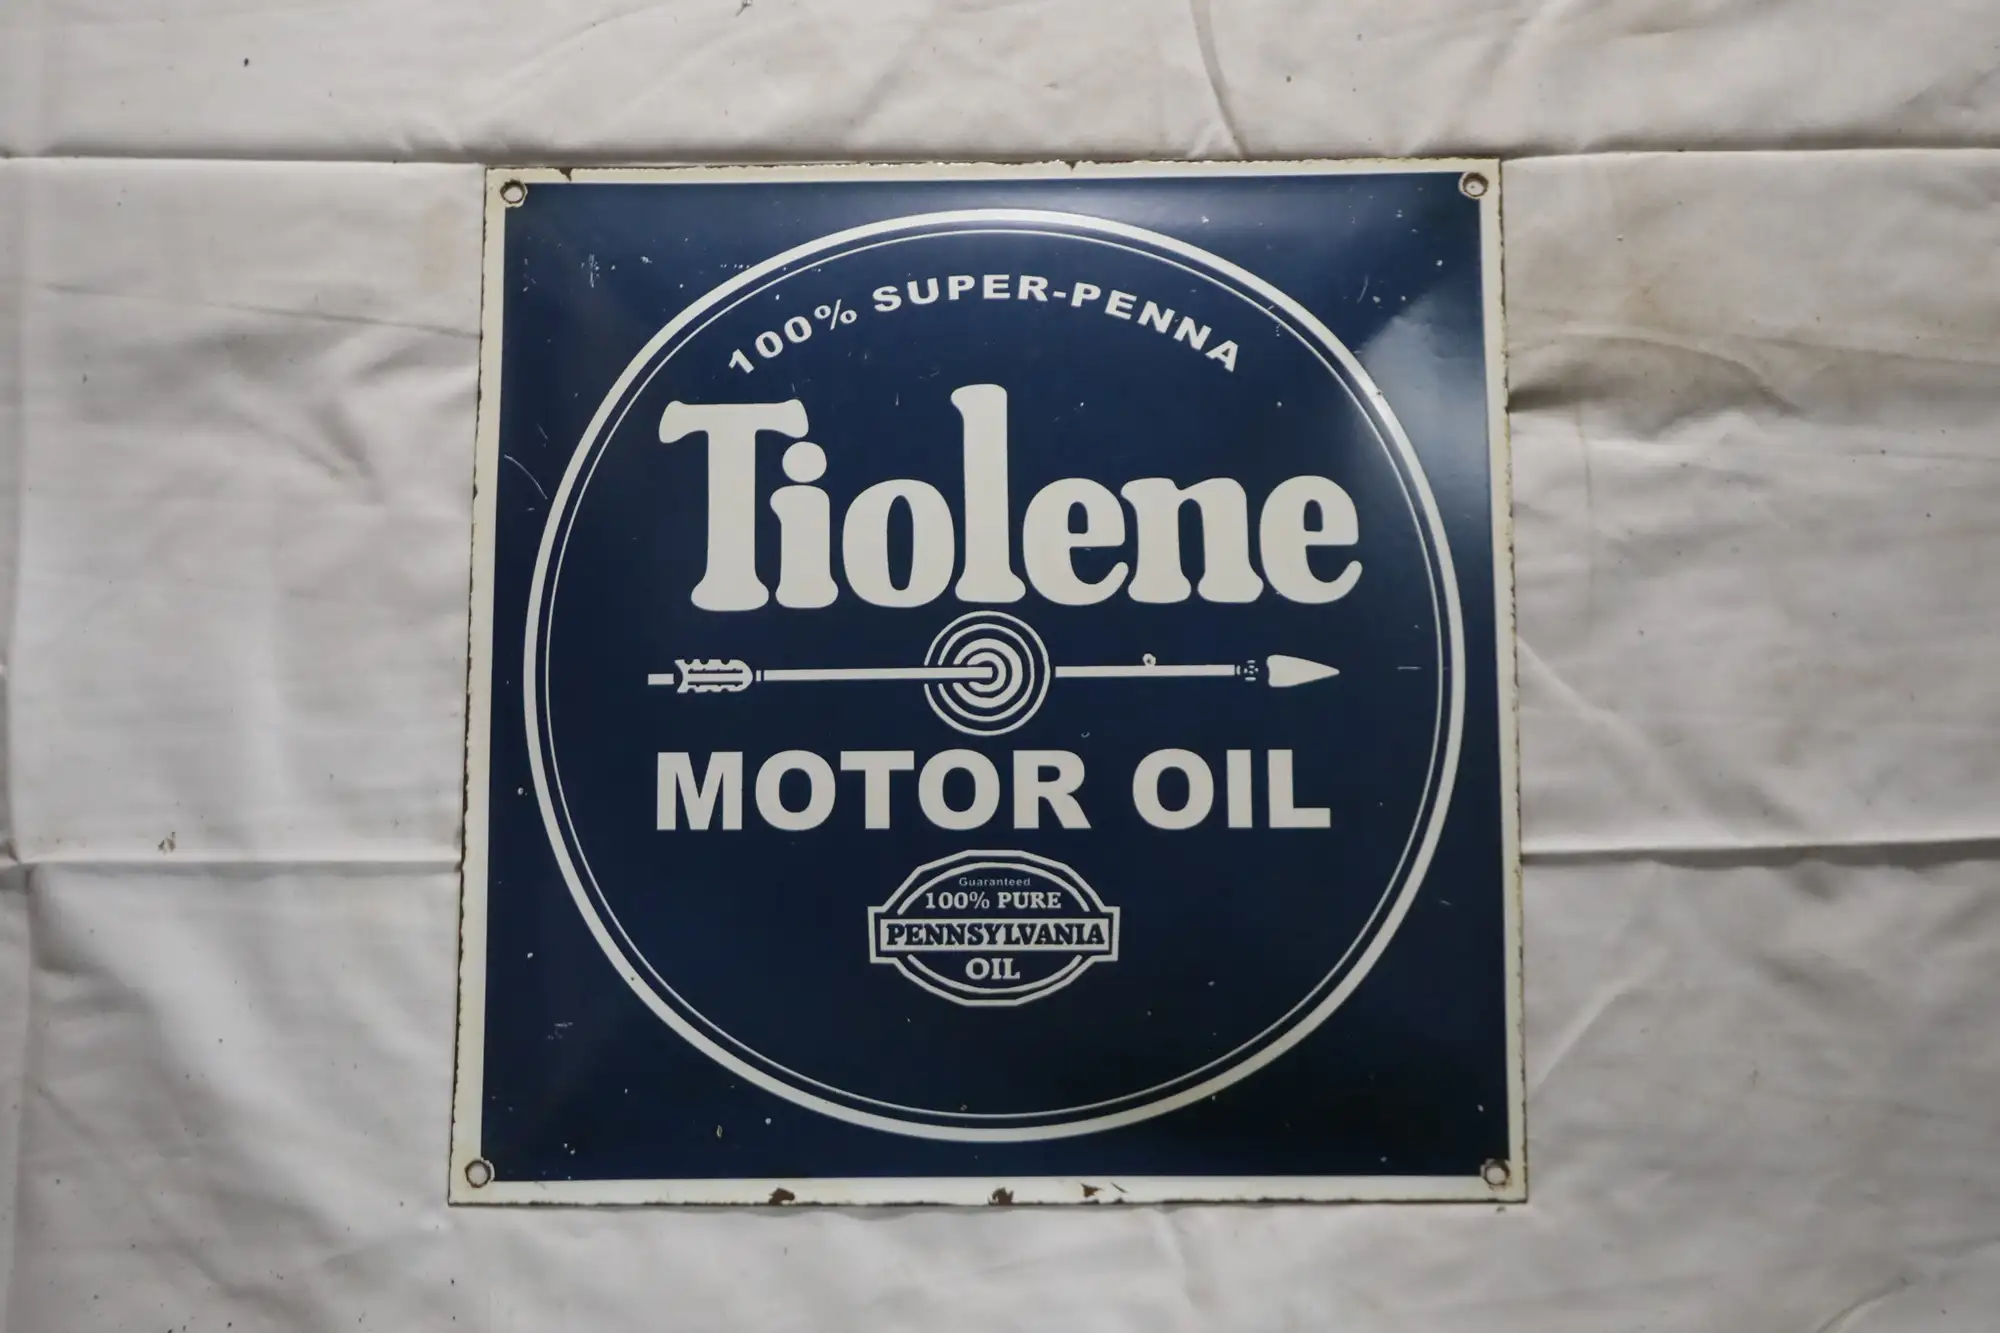 100% SUPER-PENNA
Tiolene
MOTOR OIL
Guaranteed
100% PURE
PENNSYLVANIA
OIL